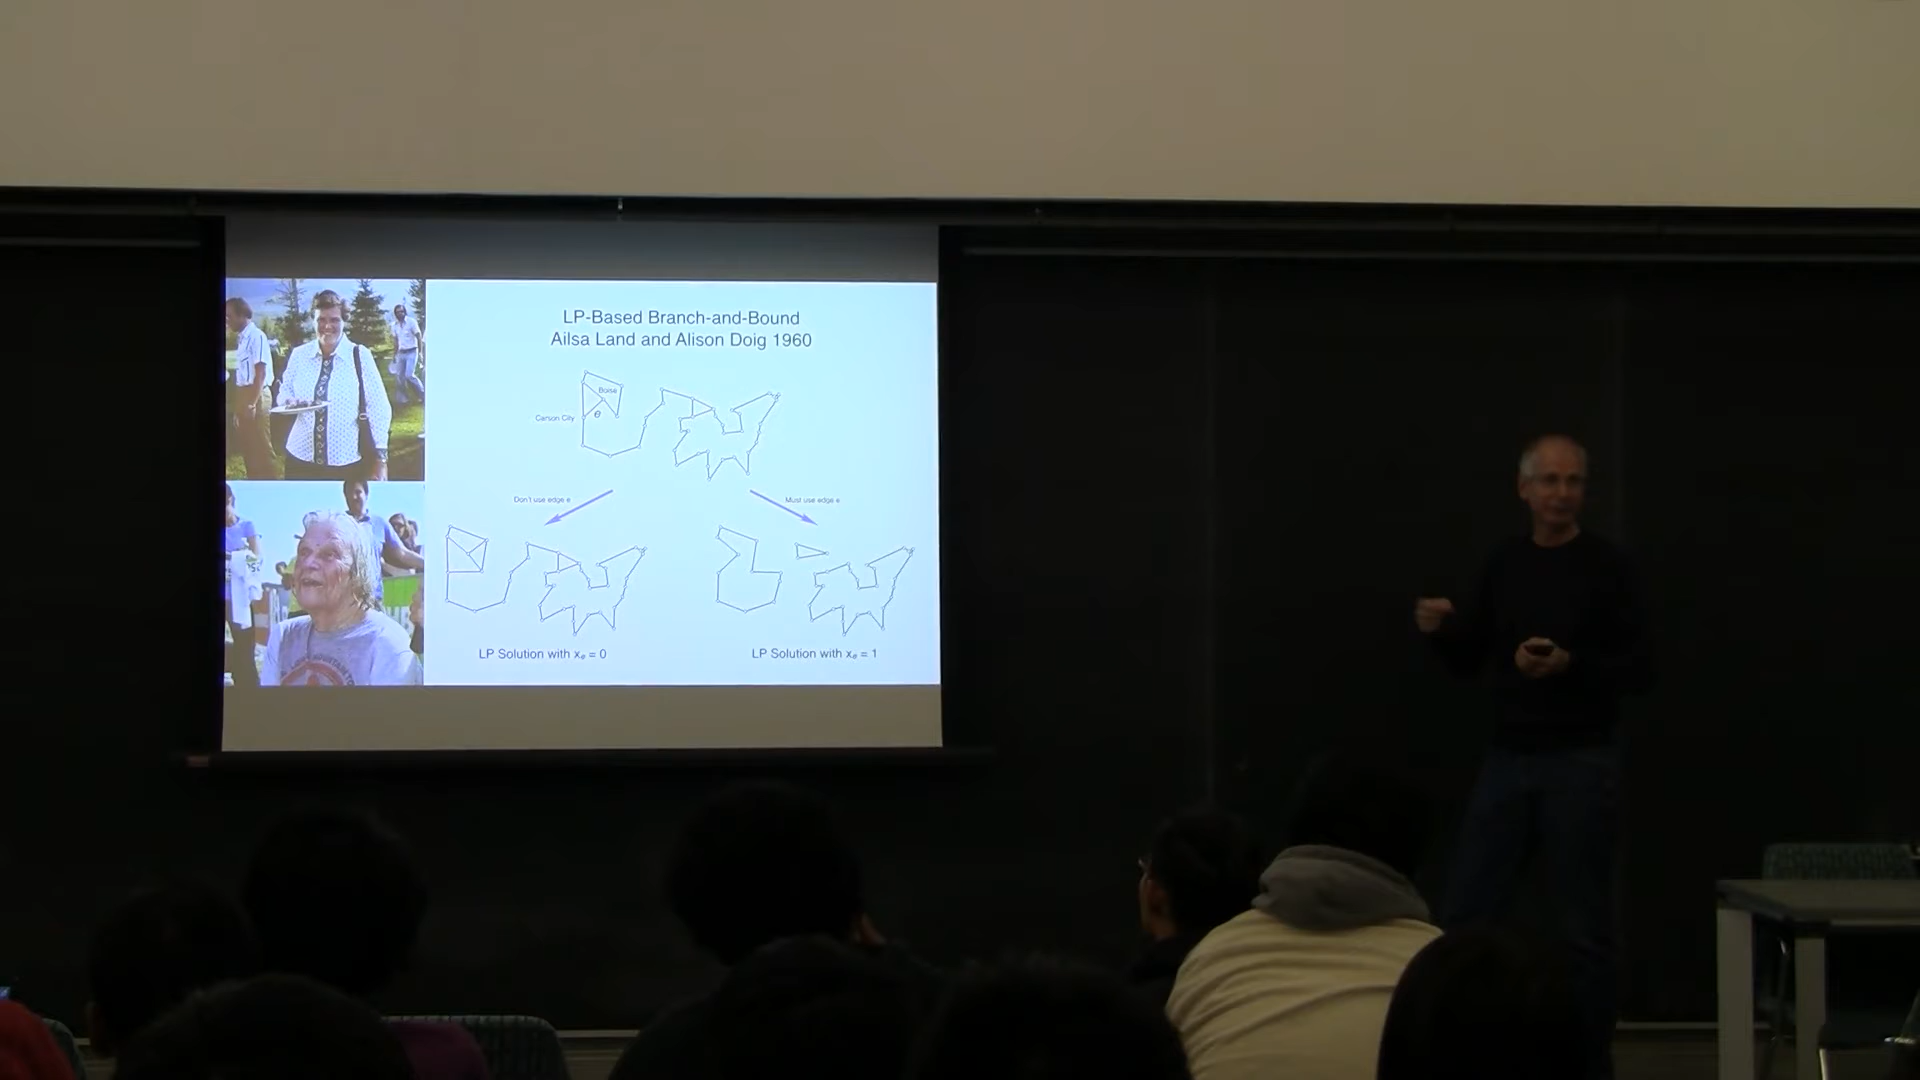 LP-Based Branch-and-Bound
Ailsa Land and Alison Doig 1960
Boise
Carson City
e
Don't use edge e
Must use edge e
LP Solution with xₑ = 0
LP Solution with xₑ = 1